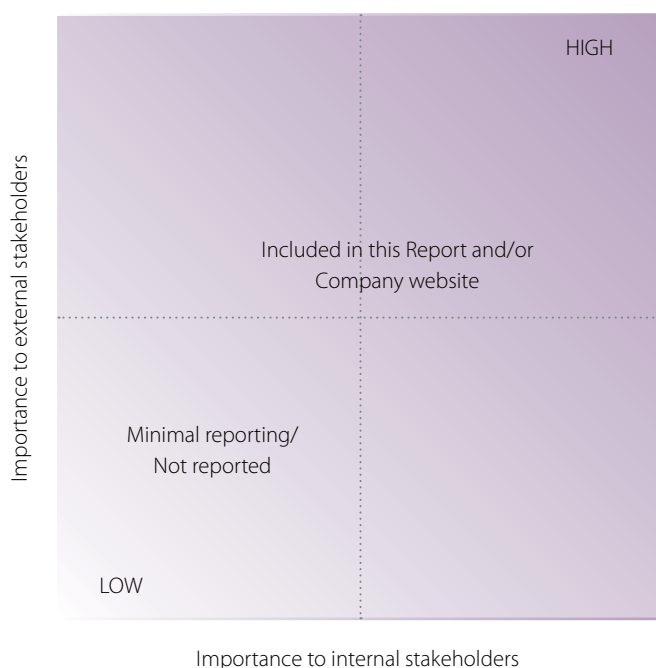 HIGH
Importance to external stakeholders
Included in this Report and/or
Company website
Minimal reporting/
Not reported
LOW
Importance to internal stakeholders